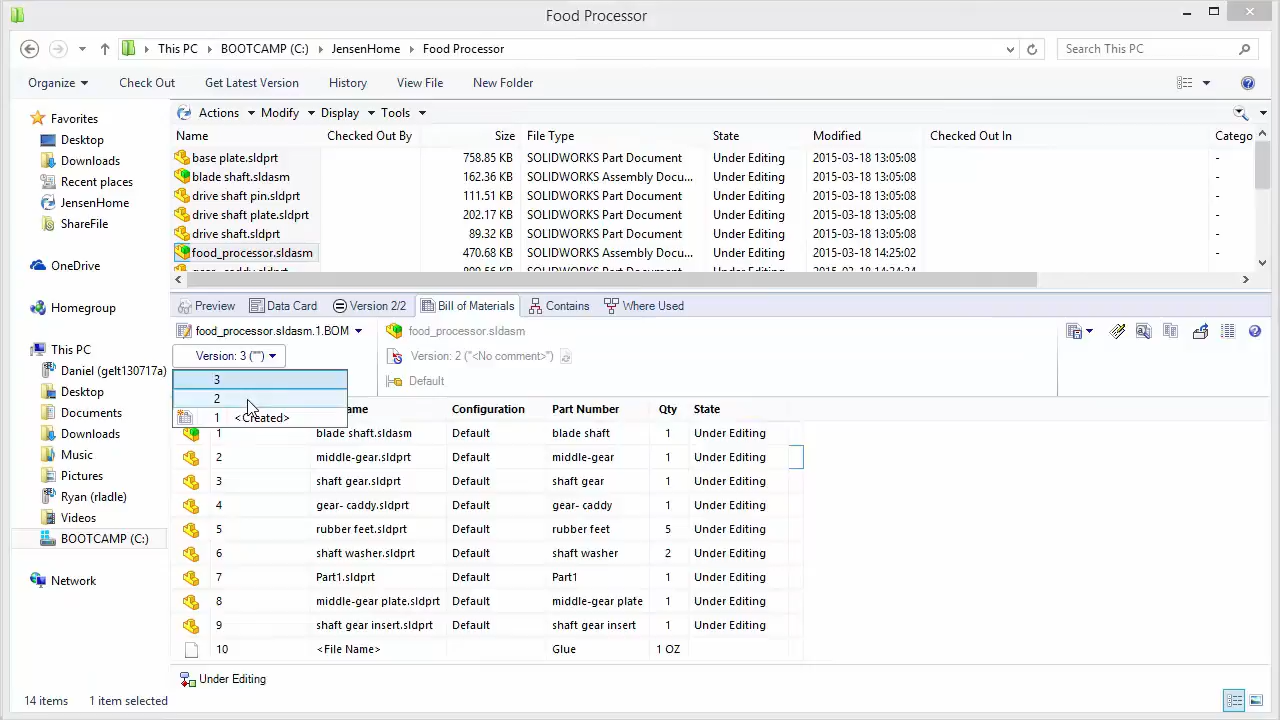 Food Processor
This PC BOOTCAMP (C:) JensenHome Food Processor
Search This PC
Organize Check Out Get Latest Version History View File New Folder
Favorites
Desktop
Downloads
Recent places
JensenHome
ShareFile
OneDrive
Homegroup
This PC
Daniel (gelt130717a)
Desktop
Documents
Downloads
Music
Pictures
Ryan (rladle)
Videos
BOOTCAMP (C:)
Network
Actions Modify Display Tools
Name Checked Out By Size File Type State Modified Checked Out In Catego
base plate.sldprt 758.85 KB SOLIDWORKS Part Document Under Editing 2015-03-18 13:05:08 -
blade shaft.sldasm 162.36 KB SOLIDWORKS Assembly Docu... Under Editing 2015-03-18 13:05:08 -
drive shaft pin.sldprt 111.51 KB SOLIDWORKS Part Document Under Editing 2015-03-18 13:05:08 -
drive shaft plate.sldprt 202.17 KB SOLIDWORKS Part Document Under Editing 2015-03-18 13:05:08 -
drive shaft.sldprt 89.32 KB SOLIDWORKS Part Document Under Editing 2015-03-18 13:05:08 -
food_processor.sldasm 470.68 KB SOLIDWORKS Assembly Docu... Under Editing 2015-03-18 14:25:02 -
Preview Data Card Version 2/2 Bill of Materials Contains Where Used
food_processor.sldasm.1.BOM
Version: 3 ("")
3
2
1 <Created>
food_processor.sldasm
Version: 2 ("<No comment>")
Default
ame Configuration Part Number Qty State
1 blade shaft.sldasm Default blade shaft 1 Under Editing
2 middle-gear.sldprt Default middle-gear 1 Under Editing
3 shaft gear.sldprt Default shaft gear 1 Under Editing
4 gear- caddy.sldprt Default gear- caddy 1 Under Editing
5 rubber feet.sldprt Default rubber feet 5 Under Editing
6 shaft washer.sldprt Default shaft washer 2 Under Editing
7 Part1.sldprt Default Part1 1 Under Editing
8 middle-gear plate.sldprt Default middle-gear plate 1 Under Editing
9 shaft gear insert.sldprt Default shaft gear insert 1 Under Editing
10 <File Name> Glue 1 OZ
Under Editing
14 items 1 item selected